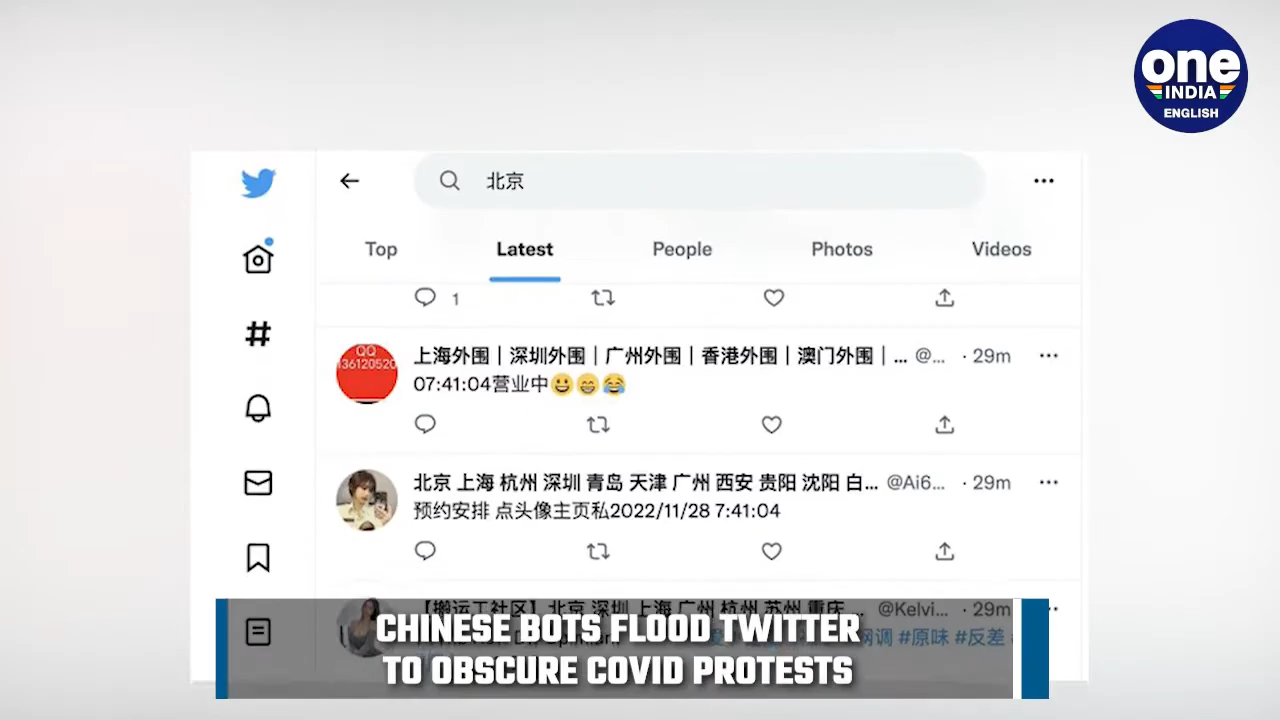 one
INDIA
ENGLISH
北京
Top Latest People Photos Videos
1
QQ
上海外围｜深圳外围｜广州外围｜香港外围｜澳门外围｜... @... · 29m
07:41:04营业中😀😁😂
北京 上海 杭州 深圳 青岛 天津 广州 西安 贵阳 沈阳 白... @Ai6... · 29m
预约安排 点头像主页私2022/11/28 7:41:04
【搬运工社区】北京 深圳 上海 广州 杭州 苏州 重庆 ... @Kelvi... · 29m
#原味 #反差
CHINESE BOTS FLOOD TWITTER
TO OBSCURE COVID PROTESTS